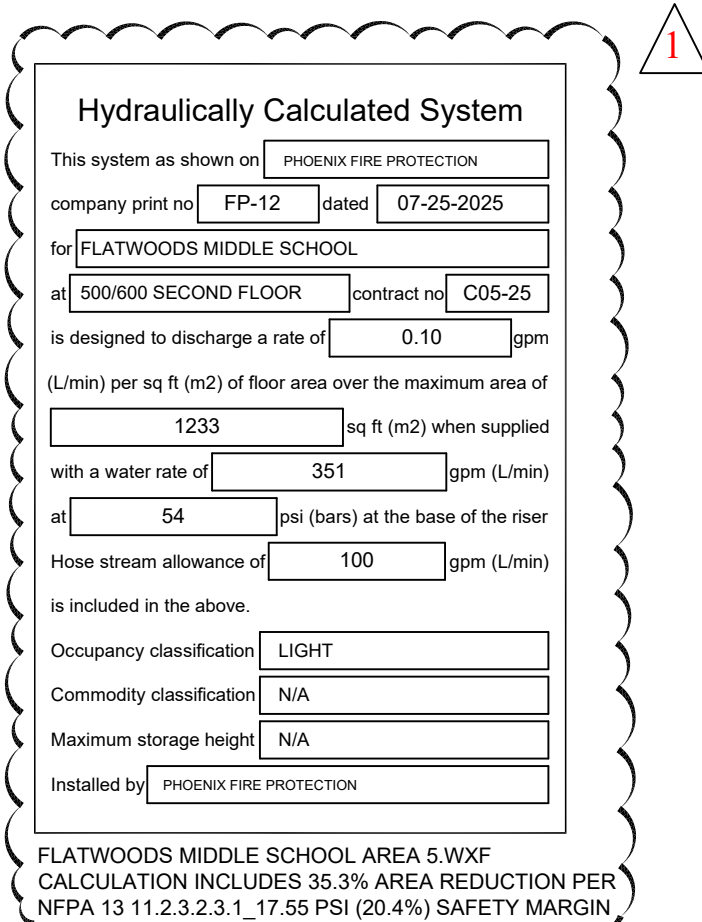 1
Hydraulically Calculated System
This system as shown on PHOENIX FIRE PROTECTION
company print no FP-12 dated 07-25-2025
for FLATWOODS MIDDLE SCHOOL
at 500/600 SECOND FLOOR contract no C05-25
is designed to discharge a rate of 0.10 gpm
(L/min) per sq ft (m2) of floor area over the maximum area of
1233 sq ft (m2) when supplied
with a water rate of 351 gpm (L/min)
at 54 psi (bars) at the base of the riser
Hose stream allowance of 100 gpm (L/min)
is included in the above.
Occupancy classification LIGHT
Commodity classification N/A
Maximum storage height N/A
Installed by PHOENIX FIRE PROTECTION
FLATWOODS MIDDLE SCHOOL AREA 5.WXF
CALCULATION INCLUDES 35.3% AREA REDUCTION PER
NFPA 13 11.2.3.2.3.1_17.55 PSI (20.4%) SAFETY MARGIN